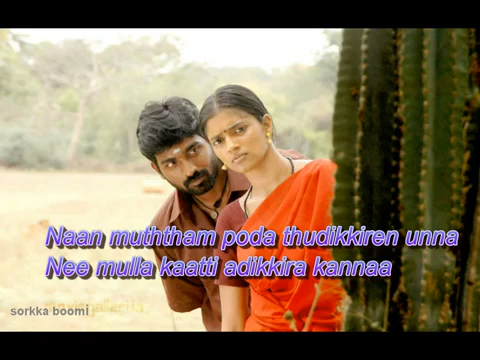 Naan muththam poda thudikkiren unna
Nee mulla kaatti adikkira kannaa
sorkka boomi